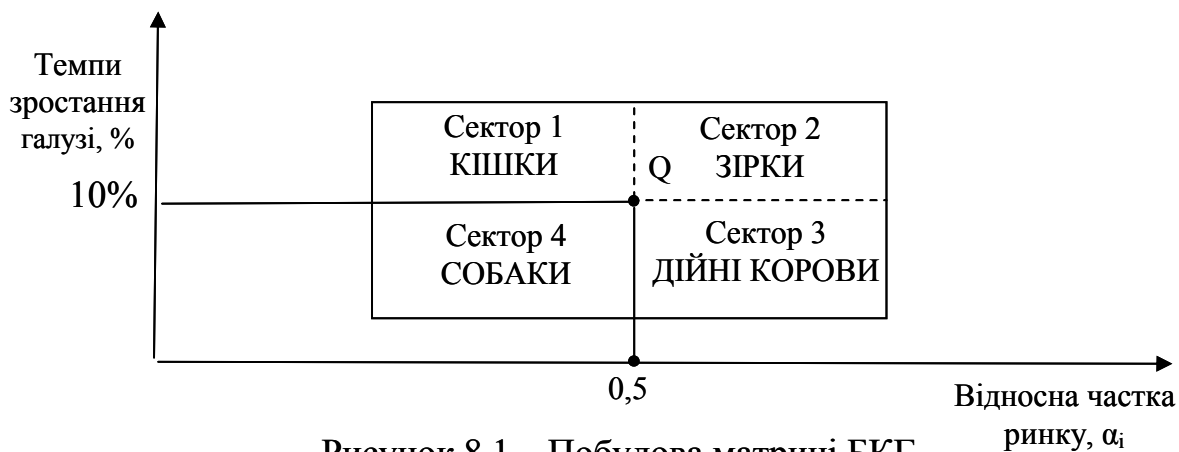 Темпи
зростання
галузі, %
10%
Сектор 1
КІШКИ
Сектор 2
ЗІРКИ
Q
Сектор 4
СОБАКИ
Сектор 3
ДІЙНІ КОРОВИ
0,5
Відносна частка
ринку, αᵢ
Рисунок 8.1 – Побудова матриці БКГ